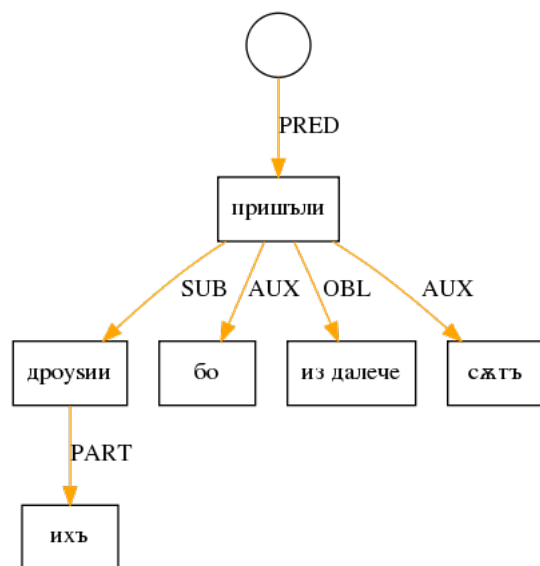 PRED
пришъли
SUB AUX OBL AUX
дроуѕии бо из далече сѫтъ
PART
ихъ